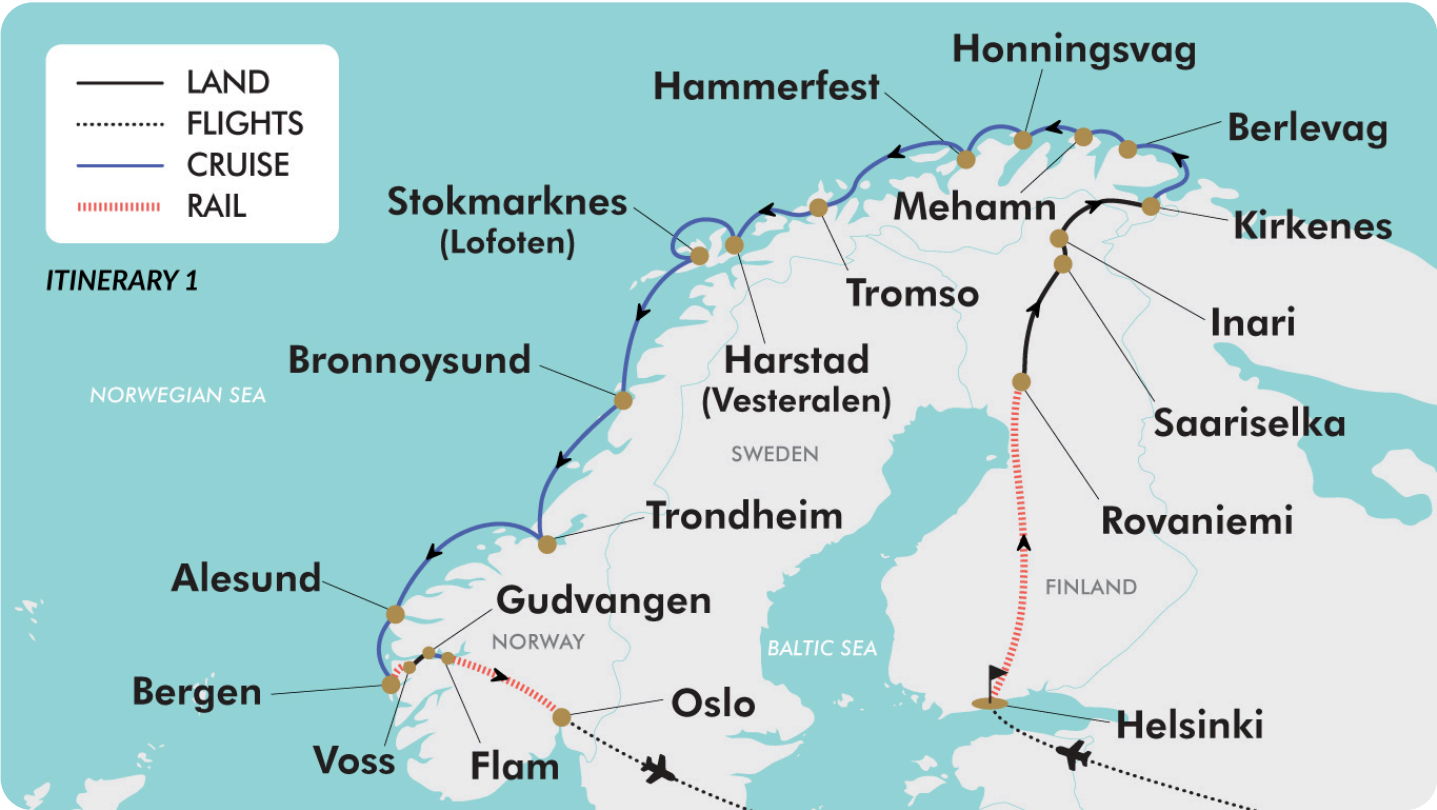 LAND
FLIGHTS
CRUISE
RAIL
ITINERARY 1
Honningsvag
Hammerfest
Berlevag
Stokmarknes
(Lofoten)
Mehamn
Kirkenes
Tromso
Inari
Bronnoysund
Harstad
(Vesteralen)
NORWEGIAN SEA
Saariselka
SWEDEN
Trondheim
Rovaniemi
Alesund
FINLAND
Gudvangen
NORWAY
BALTIC SEA
Bergen
Oslo
Helsinki
Voss
Flam